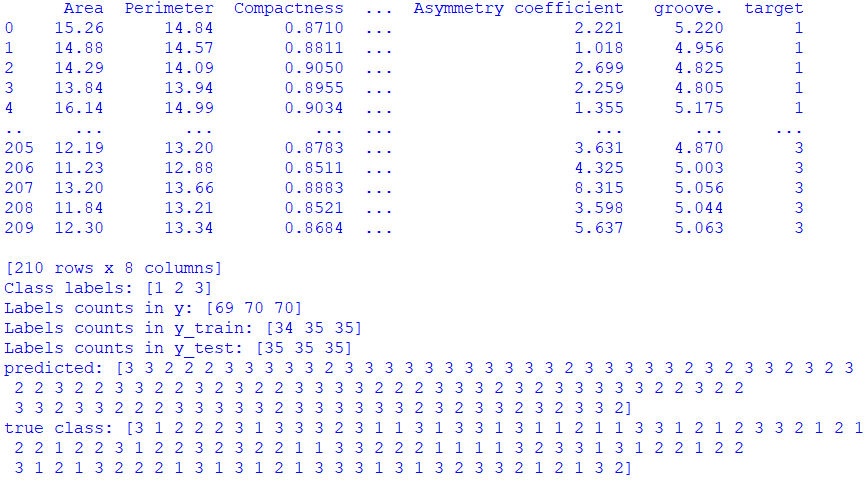 Area Perimeter Compactness ... Asymmetry coefficient groove. target
0 15.26 14.84 0.8710 ... 2.221 5.220 1
1 14.88 14.57 0.8811 ... 1.018 4.956 1
2 14.29 14.09 0.9050 ... 2.699 4.825 1
3 13.84 13.94 0.8955 ... 2.259 4.805 1
4 16.14 14.99 0.9034 ... 1.355 5.175 1
.. ... ... ... ... ... ... ...
205 12.19 13.20 0.8783 ... 3.631 4.870 3
206 11.23 12.88 0.8511 ... 4.325 5.003 3
207 13.20 13.66 0.8883 ... 8.315 5.056 3
208 11.84 13.21 0.8521 ... 3.598 5.044 3
209 12.30 13.34 0.8684 ... 5.637 5.063 3
[210 rows x 8 columns]
Class labels: [1 2 3]
Labels counts in y: [69 70 70]
Labels counts in y_train: [34 35 35]
Labels counts in y_test: [35 35 35]
predicted: [3 3 2 2 2 3 3 3 3 3 2 3 3 3 3 3 3 3 3 3 3 3 2 3 3 3 3 3 2 3 2 3 3 2 3 2 3
2 2 3 2 2 3 3 2 2 3 2 3 2 2 3 3 3 3 2 2 2 3 3 3 2 3 2 3 3 3 3 3 2 2 3 2 2
3 3 2 3 3 2 2 2 3 3 3 3 3 2 3 3 3 3 3 3 2 3 2 3 3 2 3 2 3 3 2]
true class: [3 1 2 2 2 3 1 3 3 3 2 3 1 1 3 1 3 3 1 3 1 1 2 1 1 3 3 1 2 1 2 3 3 2 1 2 1
2 2 1 2 2 3 1 2 2 3 2 3 2 2 1 1 3 3 2 2 2 1 1 1 1 3 2 3 3 1 3 1 2 2 1 2 2
3 1 2 1 3 2 2 2 1 3 1 3 1 2 1 3 3 3 1 3 1 3 2 3 3 2 1 2 1 3 2]